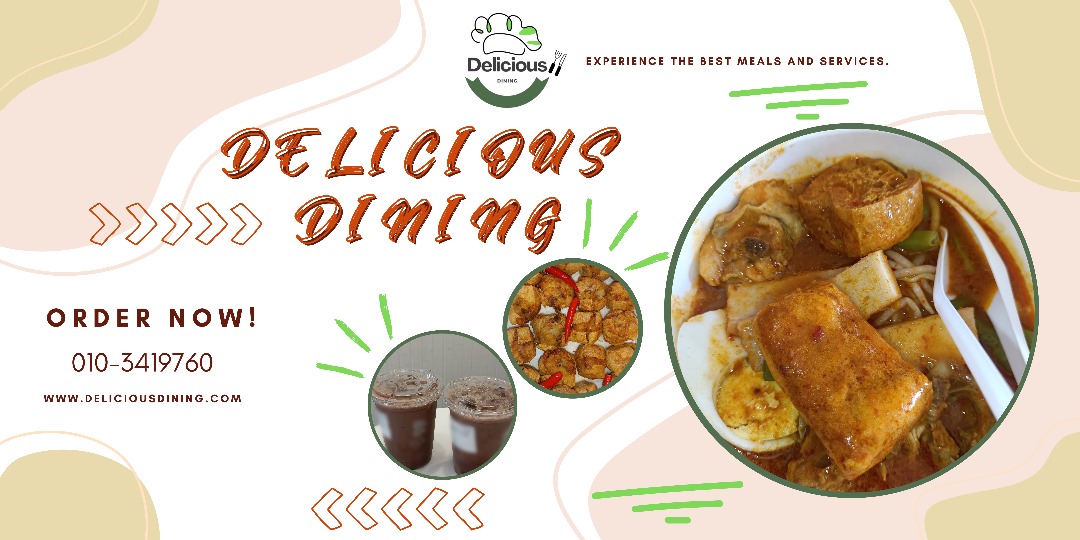 Delicious
DINING
EXPERIENCE THE BEST MEALS AND SERVICES.
DELICIOUS
DINING
ORDER NOW!
010-3419760
WWW.DELICIOUSDINING.COM